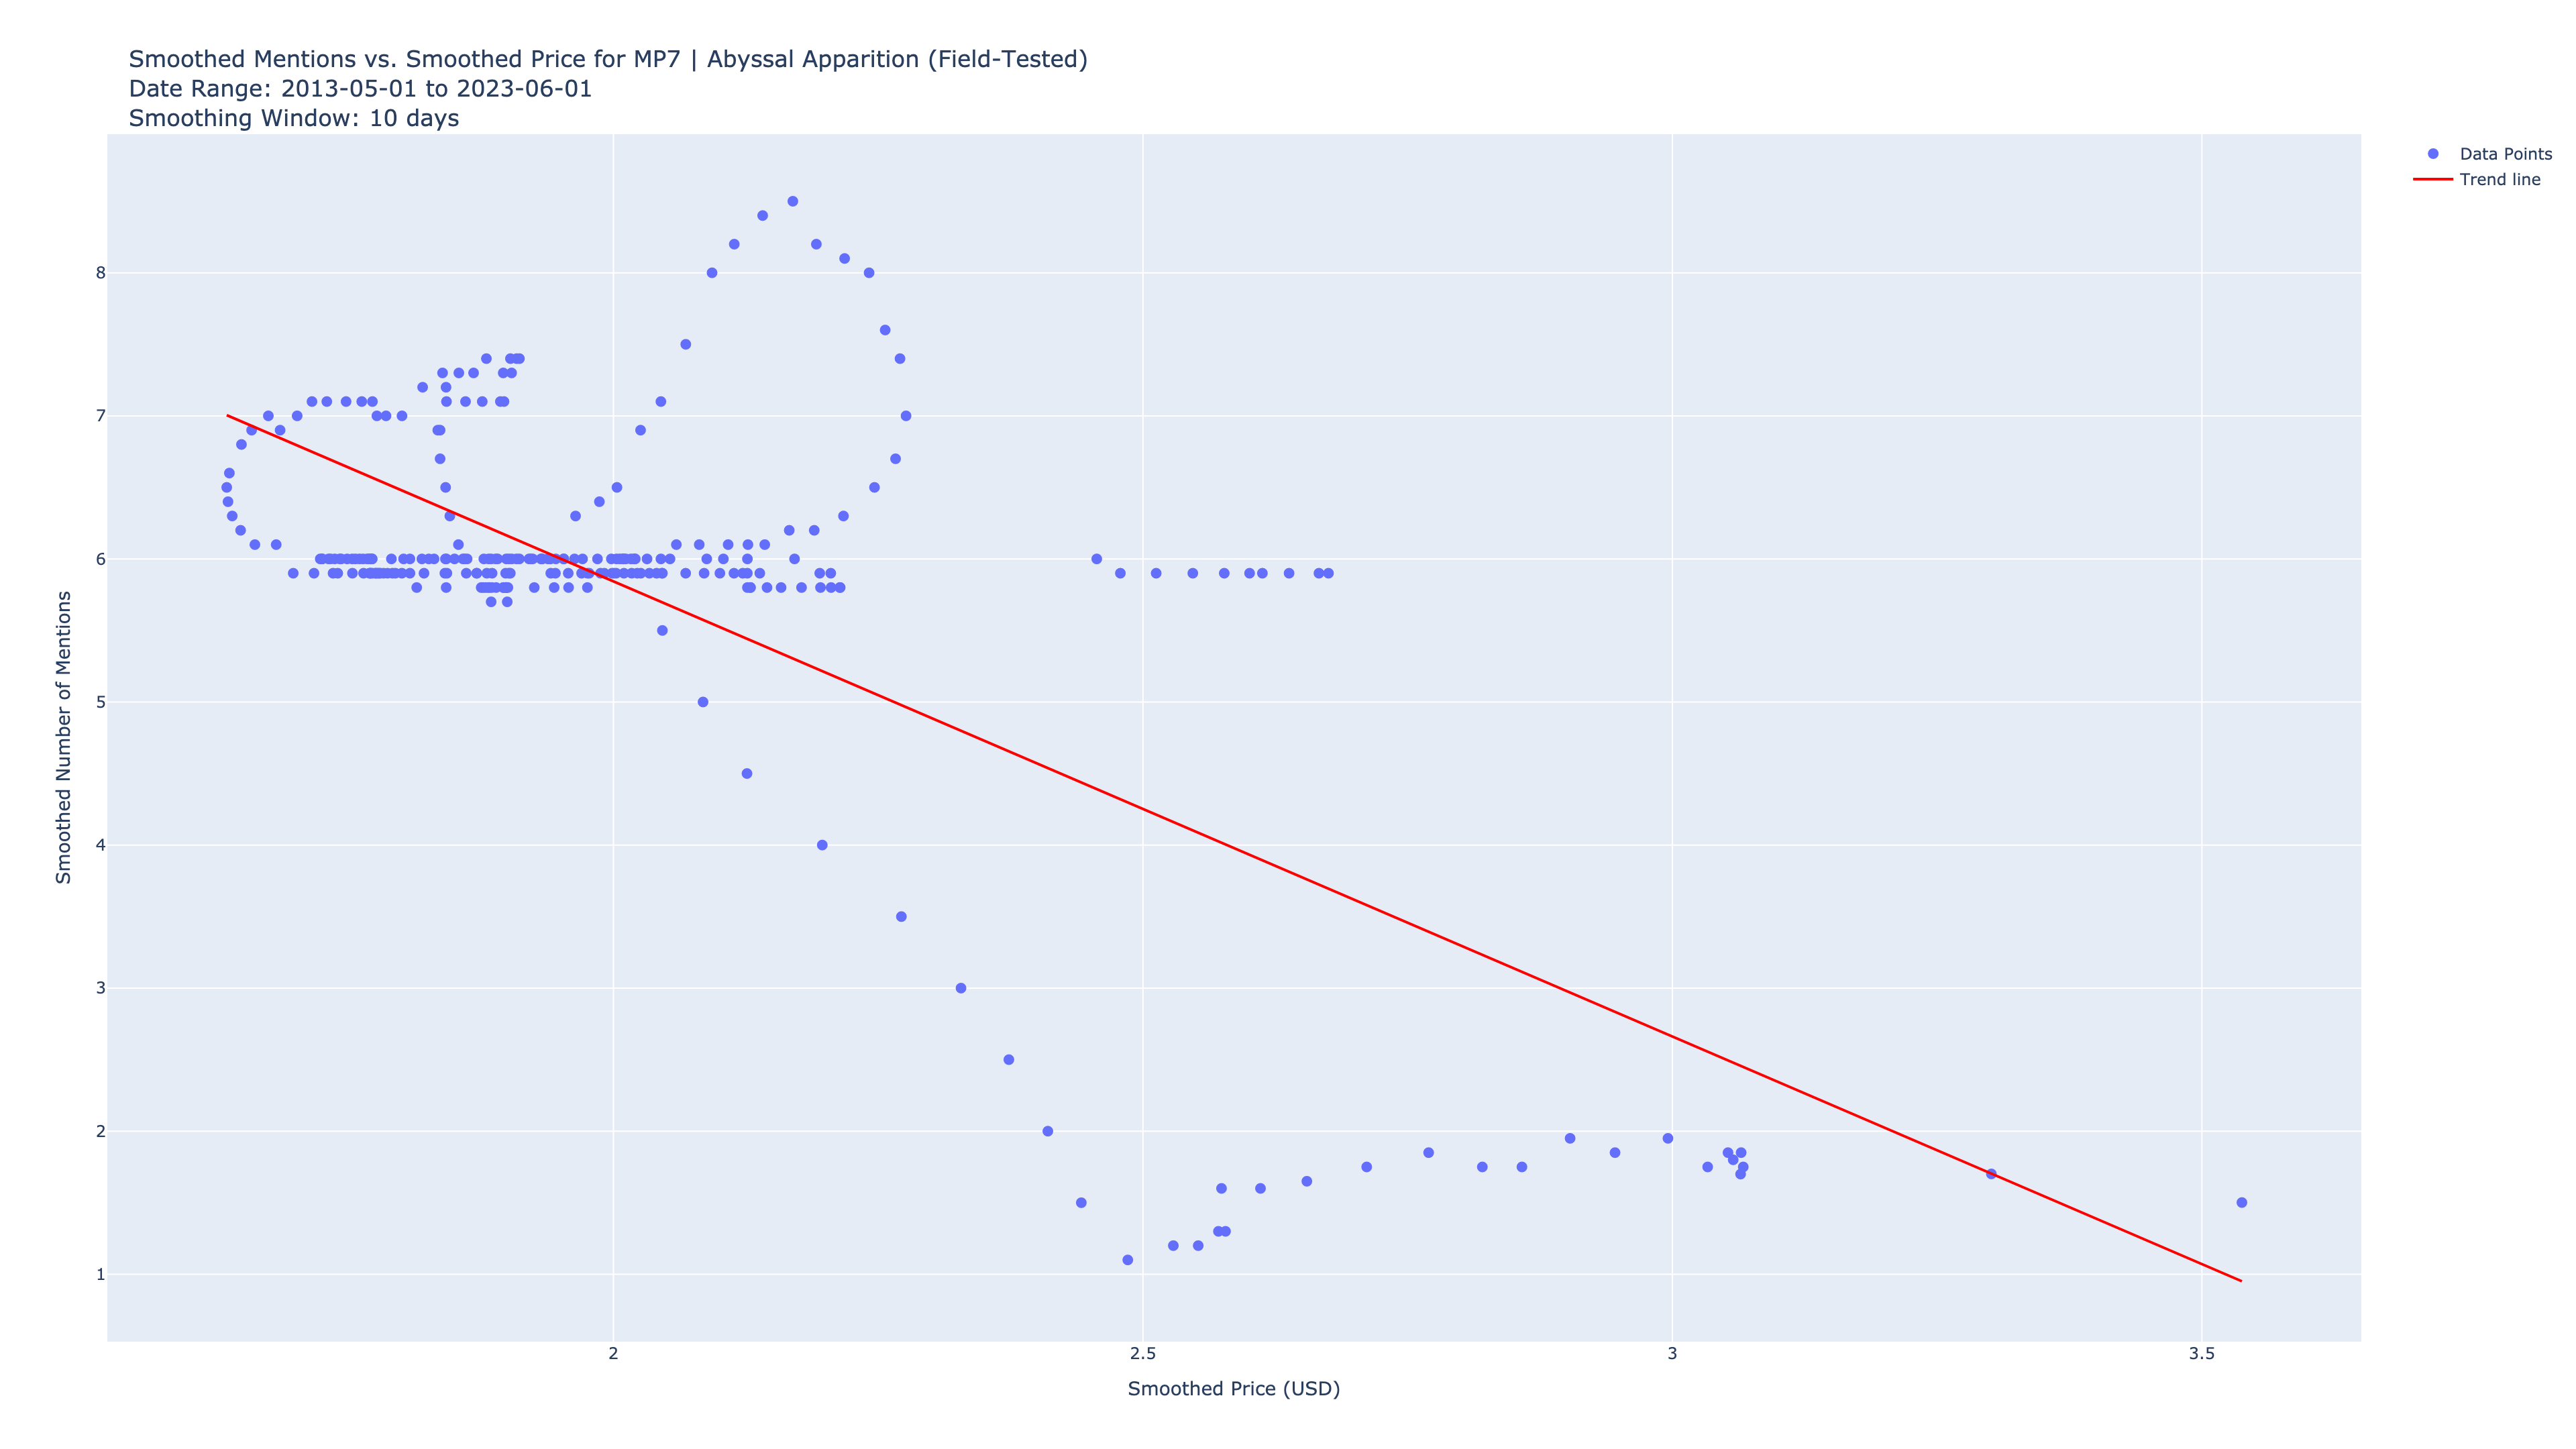 Smoothed Mentions vs. Smoothed Price for MP7 | Abyssal Apparition (Field-Tested)
Date Range: 2013-05-01 to 2023-06-01
Smoothing Window: 10 days
Data Points
Trend line
Smoothed Number of Mentions
8
7
6
5
4
3
2
1
2
2.5
3
3.5
Smoothed Price (USD)